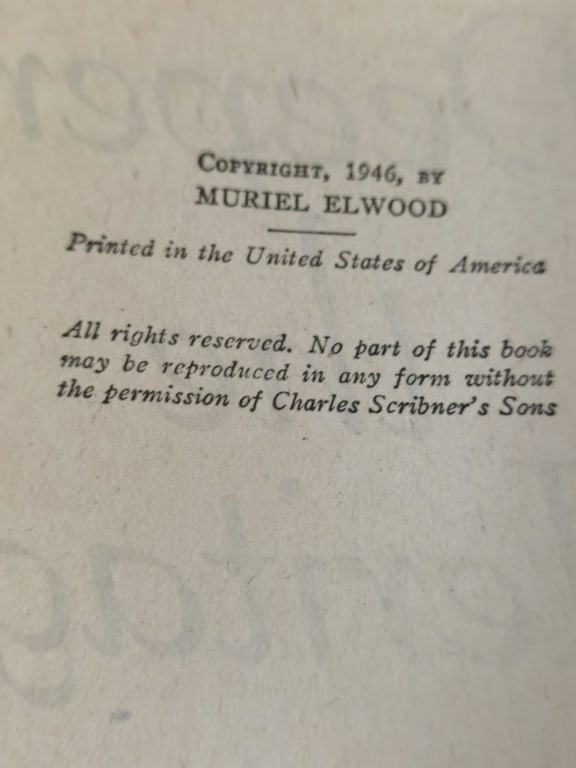 COPYRIGHT, 1946, BY
MURIEL ELWOOD
Printed in the United States of America
All rights reserved. No part of this book
may be reproduced in any form without
the permission of Charles Scribner's Sons